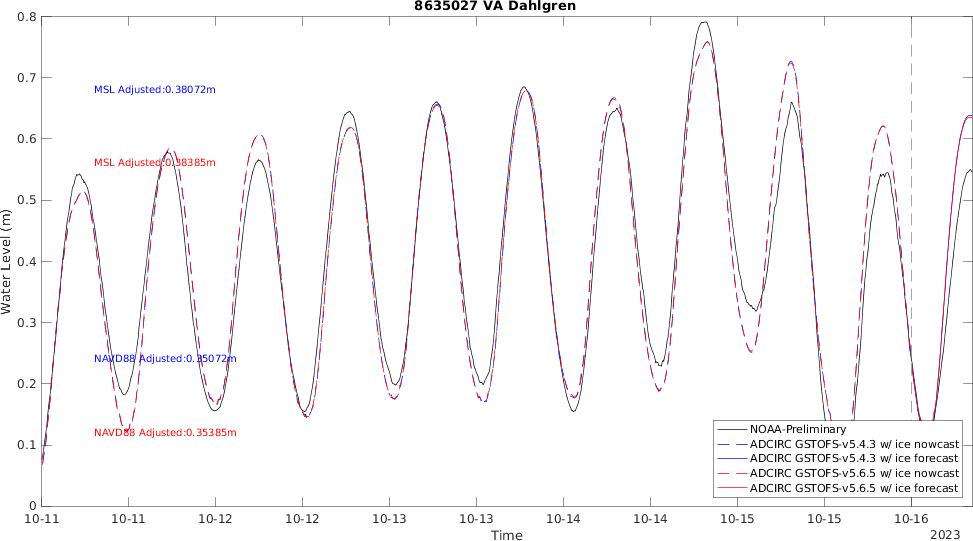 8635027 VA Dahlgren
0.8
0.7
0.6
0.5
0.4
0.3
0.2
0.1
0
Water Level (m)
MSL Adjusted:0.38072m
MSL Adjusted:0.38385m
NAVD88 Adjusted:0.35072m
NAVD88 Adjusted:0.35385m
NOAA-Preliminary
ADCIRC GSTOFS-v5.4.3 w/ ice nowcast
ADCIRC GSTOFS-v5.4.3 w/ ice forecast
ADCIRC GSTOFS-v5.6.5 w/ ice nowcast
ADCIRC GSTOFS-v5.6.5 w/ ice forecast
10-11 10-11 10-12 10-12 10-13 10-13 10-14 10-14 10-15 10-15 10-16
Time
2023